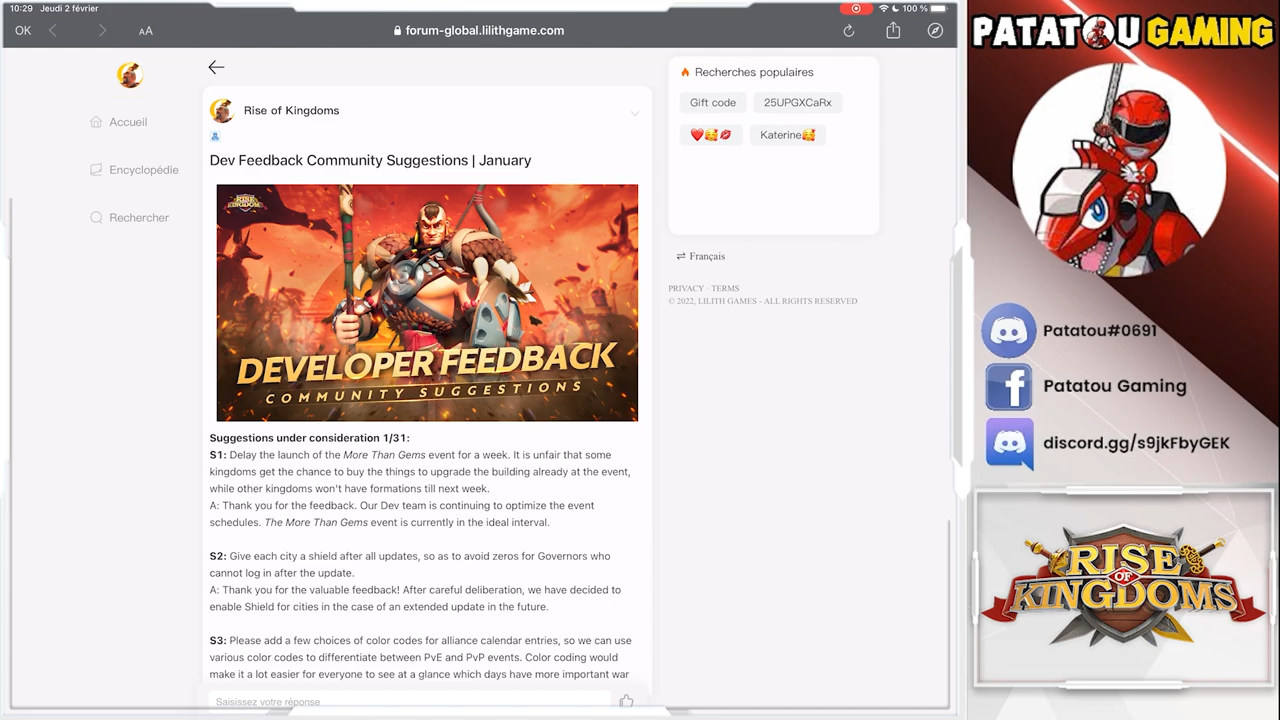 10:29 Jeudi 2 février
100 %
OK
AA
forum-global.lilithgame.com
Accueil
Encyclopédie
Rechercher
Rise of Kingdoms
Dev Feedback Community Suggestions | January
RISE OF KINGDOMS
DEVELOPER FEEDBACK
COMMUNITY SUGGESTIONS
Suggestions under consideration 1/31:
S1: Delay the launch of the More Than Gems event for a week. It is unfair that some
kingdoms get the chance to buy the things to upgrade the building already at the event,
while other kingdoms won't have formations till next week.
A: Thank you for the feedback. Our Dev team is continuing to optimize the event
schedules. The More Than Gems event is currently in the ideal interval.
S2: Give each city a shield after all updates, so as to avoid zeros for Governors who
cannot log in after the update.
A: Thank you for the valuable feedback! After careful deliberation, we have decided to
enable Shield for cities in the case of an extended update in the future.
S3: Please add a few choices of color codes for alliance calendar entries, so we can use
various color codes to differentiate between PvE and PvP events. Color coding would
make it a lot easier for everyone to see at a glance which days have more important war
Saisissez votre réponse
🔥 Recherches populaires
Gift code
25UPGXCaRx
❤️🥰💋
Katerine🥰
⇌ Français
PRIVACY · TERMS
© 2022, LILITH GAMES - ALL RIGHTS RESERVED
PATATOU GAMING
Patatou#0691
Patatou Gaming
discord.gg/s9jkFbyGEK
RISE
OF
KINGDOMS